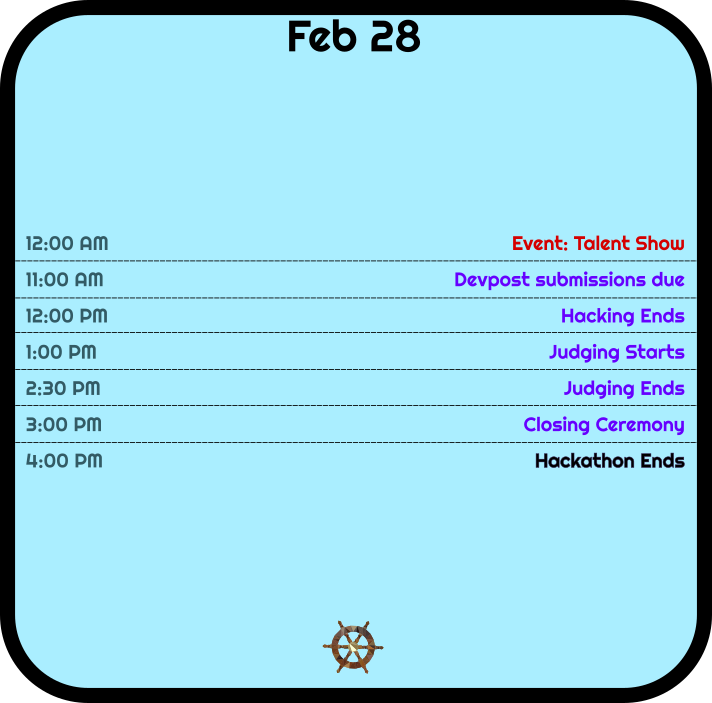 Feb 28
12:00 AM Event: Talent Show
11:00 AM Devpost submissions due
12:00 PM Hacking Ends
1:00 PM Judging Starts
2:30 PM Judging Ends
3:00 PM Closing Ceremony
4:00 PM Hackathon Ends